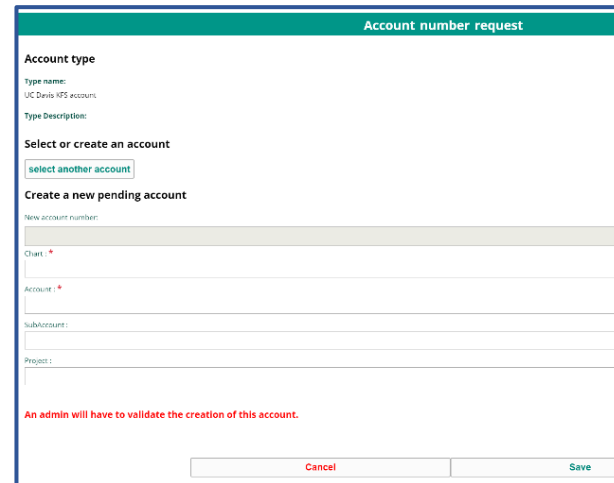 Account number request
Account type
Type name:
UC Davis KFS account
Type Description:
Select or create an account
select another account
Create a new pending account
New account number:
Chart : *
Account : *
SubAccount :
Project :
An admin will have to validate the creation of this account.
Cancel Save